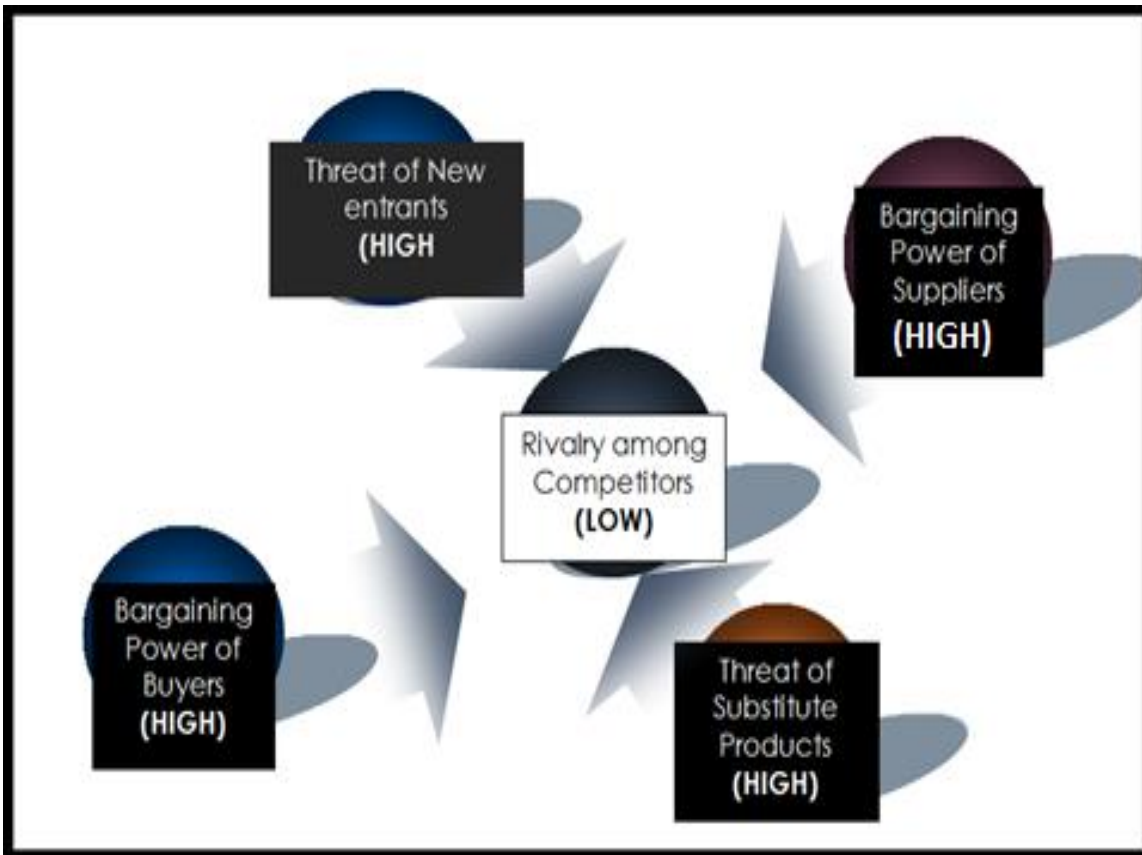 Threat of New
entrants
(HIGH
Bargaining
Power of
Suppliers
(HIGH)
Rivalry among
Competitors
(LOW)
Bargaining
Power of
Buyers
(HIGH)
Threat of
Substitute
Products
(HIGH)